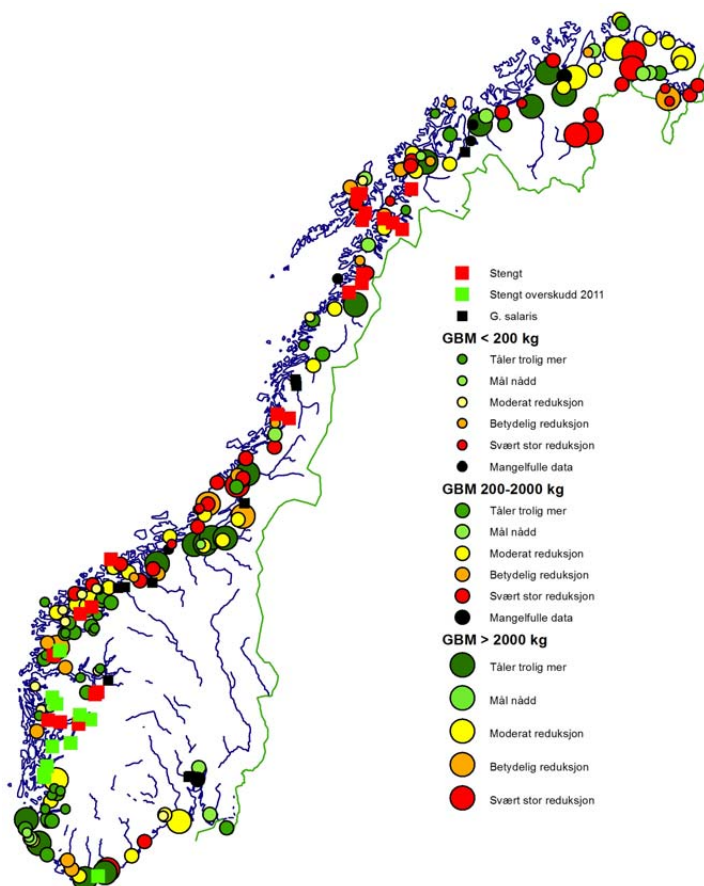 Stengt
Stengt overskudd 2011
G. salaris
GBM < 200 kg
Tåler trolig mer
Mål nådd
Moderat reduksjon
Betydelig reduksjon
Svært stor reduksjon
Mangelfulle data
GBM 200-2000 kg
Tåler trolig mer
Mål nådd
Moderat reduksjon
Betydelig reduksjon
Svært stor reduksjon
Mangelfulle data
GBM > 2000 kg
Tåler trolig mer
Mål nådd
Moderat reduksjon
Betydelig reduksjon
Svært stor reduksjon